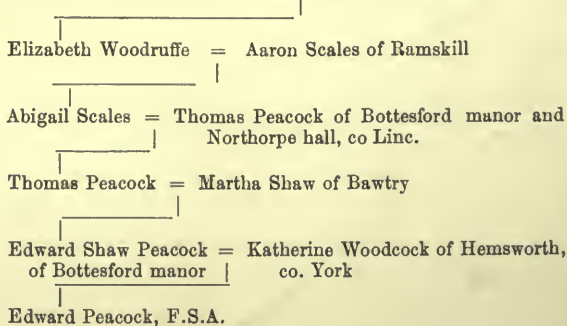 Elizabeth Woodruffe = Aaron Scales of Ramskill
Abigail Scales = Thomas Peacock of Bottesford manor and
Northorpe hall, co Linc.
Thomas Peacock = Martha Shaw of Bawtry
Edward Shaw Peacock = Katherine Woodcock of Hemsworth,
of Bottesford manor co. York
Edward Peacock, F.S.A.